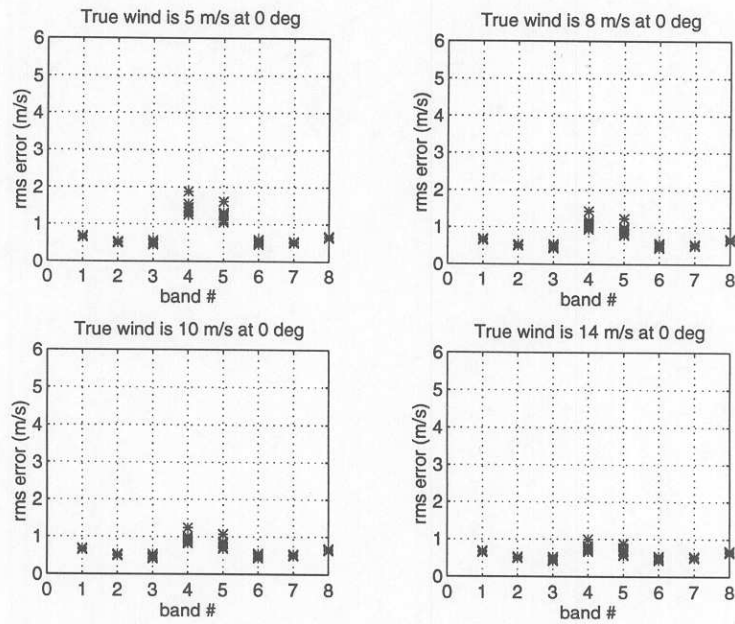 True wind is 5 m/s at 0 deg
6
5
4
3
2
1
0
rms error (m/s)
0 1 2 3 4 5 6 7 8
band #
True wind is 8 m/s at 0 deg
6
5
4
3
2
1
0
rms error (m/s)
0 1 2 3 4 5 6 7 8
band #
True wind is 10 m/s at 0 deg
6
5
4
3
2
1
0
rms error (m/s)
0 1 2 3 4 5 6 7 8
band #
True wind is 14 m/s at 0 deg
6
5
4
3
2
1
0
rms error (m/s)
0 1 2 3 4 5 6 7 8
band #